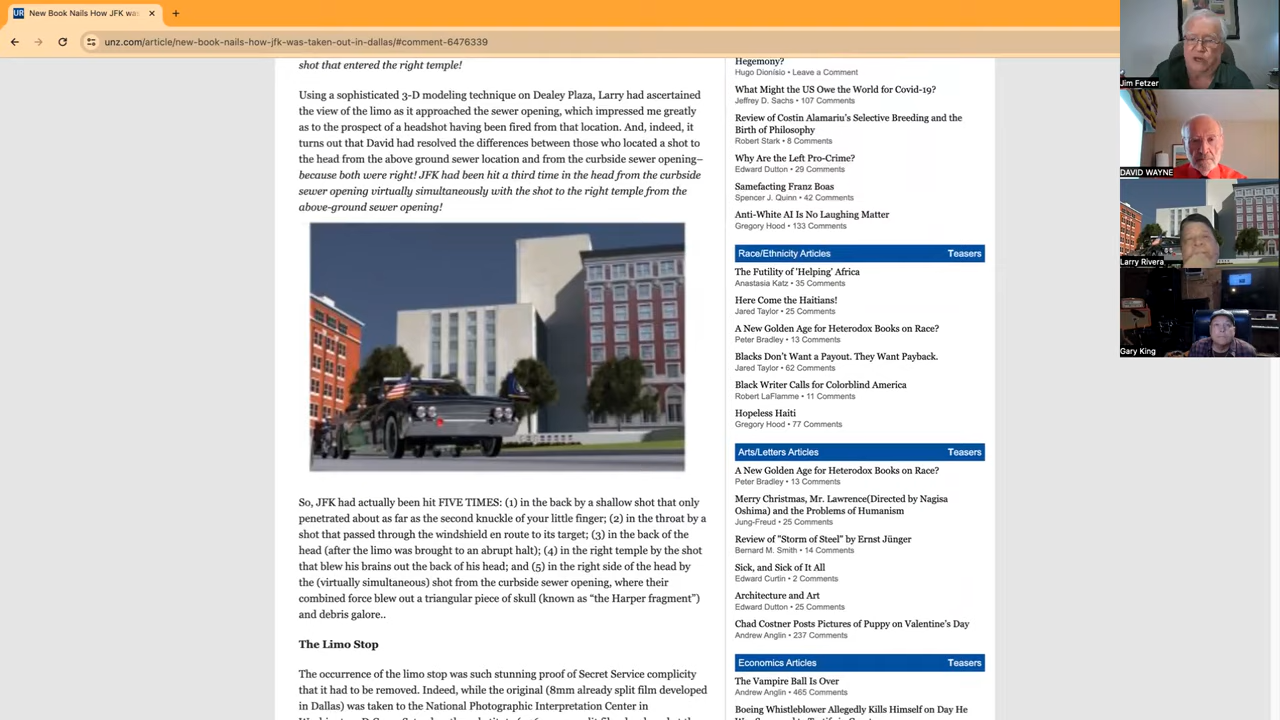 UR New Book Nails How JFK was
unz.com/article/new-book-nails-how-jfk-was-taken-out-in-dallas/#comment-6476339
shot that entered the right temple!
Using a sophisticated 3-D mapping technique on Dealey Plaza, Larry had ascertained
the view of the limo as it approached the sewer opening, which impressed me greatly
as to the prospect of a headshot having been fired from that location. And, indeed, it
turns out that David had resolved the differences between those who located a shot to
the head from the above ground sewer location and from the curbside sewer opening–
because both were right! JFK had been hit a third time in the head from the curbside
sewer opening virtually simultaneously with the shot to the right temple from the
above-ground sewer opening!
So, JFK had actually been hit FIVE TIMES: (1) in the back by a shallow shot that only
penetrated about as far as the second knuckle of your little finger; (2) in the throat by a
shot that passed through the windshield en route to its target; (3) in the back of the
head (after the limo was brought to an abrupt halt); (4) in the right temple by the shot
that blew his brains out the back of his head; and (5) in the right side of the head by
the (virtually simultaneous) shot from the curbside sewer opening, where their
combined force blew out a triangular piece of skull (known as “the Harper fragment”)
and debris galore..
The Limo Stop
The occurrence of the limo stop was such stunning proof of Secret Service complicity
that it had to be removed. Indeed, while the original (8mm already split film developed
in Dallas) was taken to the National Photographic Interpretation Center in
Hegemony?
Hugo Dionísio • Leave a Comment
What Might the US Owe the World for Covid-19?
Jeffrey D. Sachs • 107 Comments
Review of Costin Alamariu’s Selective Breeding and the
Birth of Philosophy
Robert Stark • 8 Comments
Why Are the Left Pro-Crime?
Edward Dutton • 29 Comments
Samefacting Franz Boas
Spencer J. Quinn • 42 Comments
Anti-White AI Is No Laughing Matter
Gregory Hood • 133 Comments
Race/Ethnicity Articles Teasers
The Futility of ‘Helping’ Africa
Anastasia Katz • 35 Comments
Here Come the Haitians!
Jared Taylor • 25 Comments
A New Golden Age for Heterodox Books on Race?
Peter Bradley • 13 Comments
Blacks Don’t Want a Payout. They Want Payback.
Jared Taylor • 62 Comments
Black Writer Calls for Colorblind America
Robert LaFlamme • 11 Comments
Hopeless Haiti
Gregory Hood • 77 Comments
Arts/Letters Articles Teasers
A New Golden Age for Heterodox Books on Race?
Peter Bradley • 13 Comments
Merry Christmas, Mr. Lawrence(Directed by Nagisa
Oshima) and the Problems of Humanism
Jung-Freud • 25 Comments
Review of "Storm of Steel" by Ernst Jünger
Bernard M. Smith • 14 Comments
Sick, and Sick of It All
Edward Curtin • 2 Comments
Architecture and Art
Edward Dutton • 25 Comments
Chad Costner Posts Pictures of Puppy on Valentine’s Day
Andrew Anglin • 237 Comments
Economics Articles Teasers
The Vampire Ball Is Over
Andrew Anglin • 465 Comments
Boeing Whistleblower Allegedly Kills Himself on Day He
Jim Fetzer
DAVID WAYNE
Larry Rivera
Gary King